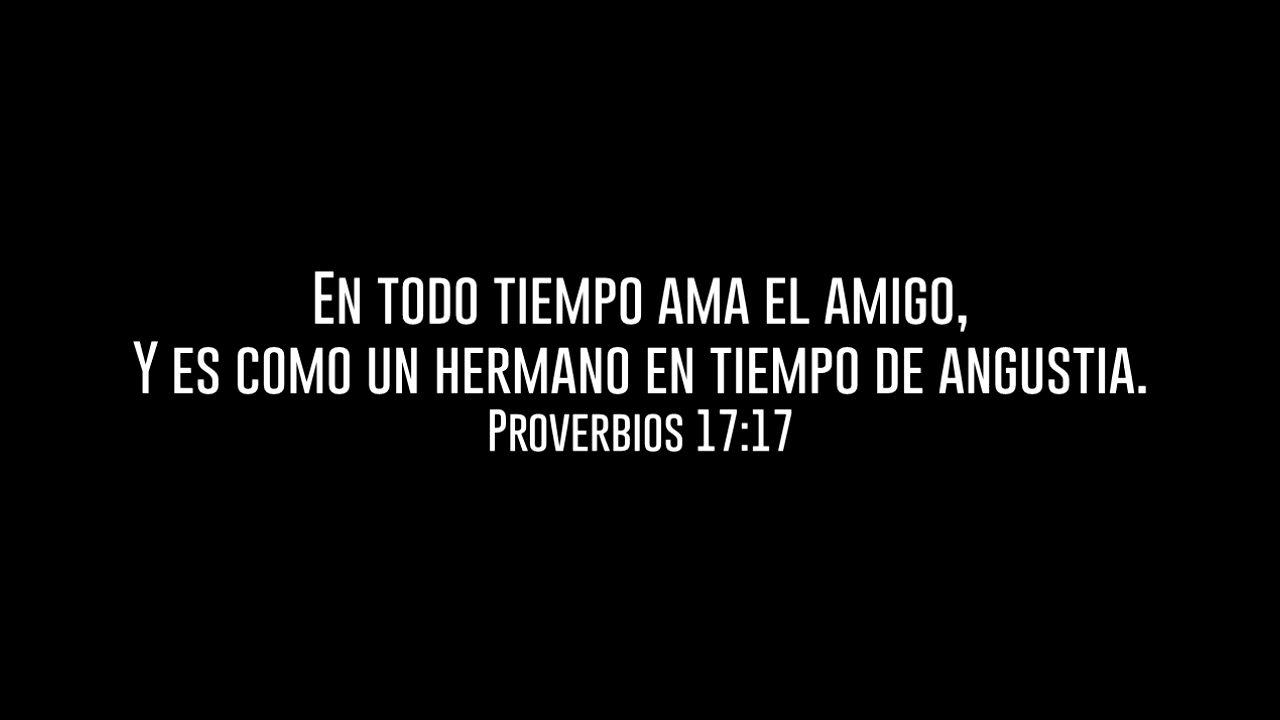 En todo tiempo ama el amigo,
Y es como un hermano en tiempo de angustia.
Proverbios 17:17